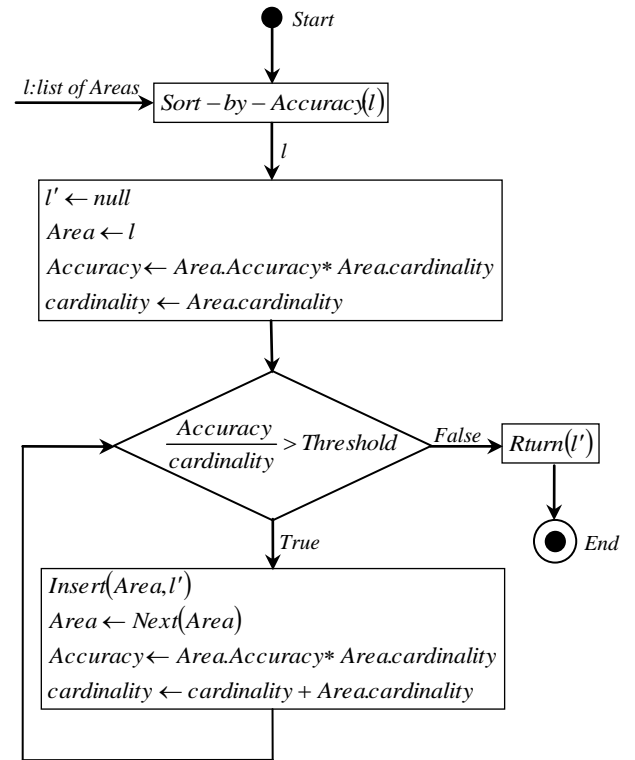 Start
l:list of Areas
Sort – by – Accuracy(l)
l
l' ← null
Area ← l
Accuracy ← Area.Accuracy* Area.cardinality
cardinality ← Area.cardinality
Accuracy
cardinality
> Threshold
False
Rturn(l')
End
True
Insert(Area,l')
Area ← Next(Area)
Accuracy ← Area.Accuracy* Area.cardinality
cardinality ← cardinality + Area.cardinality